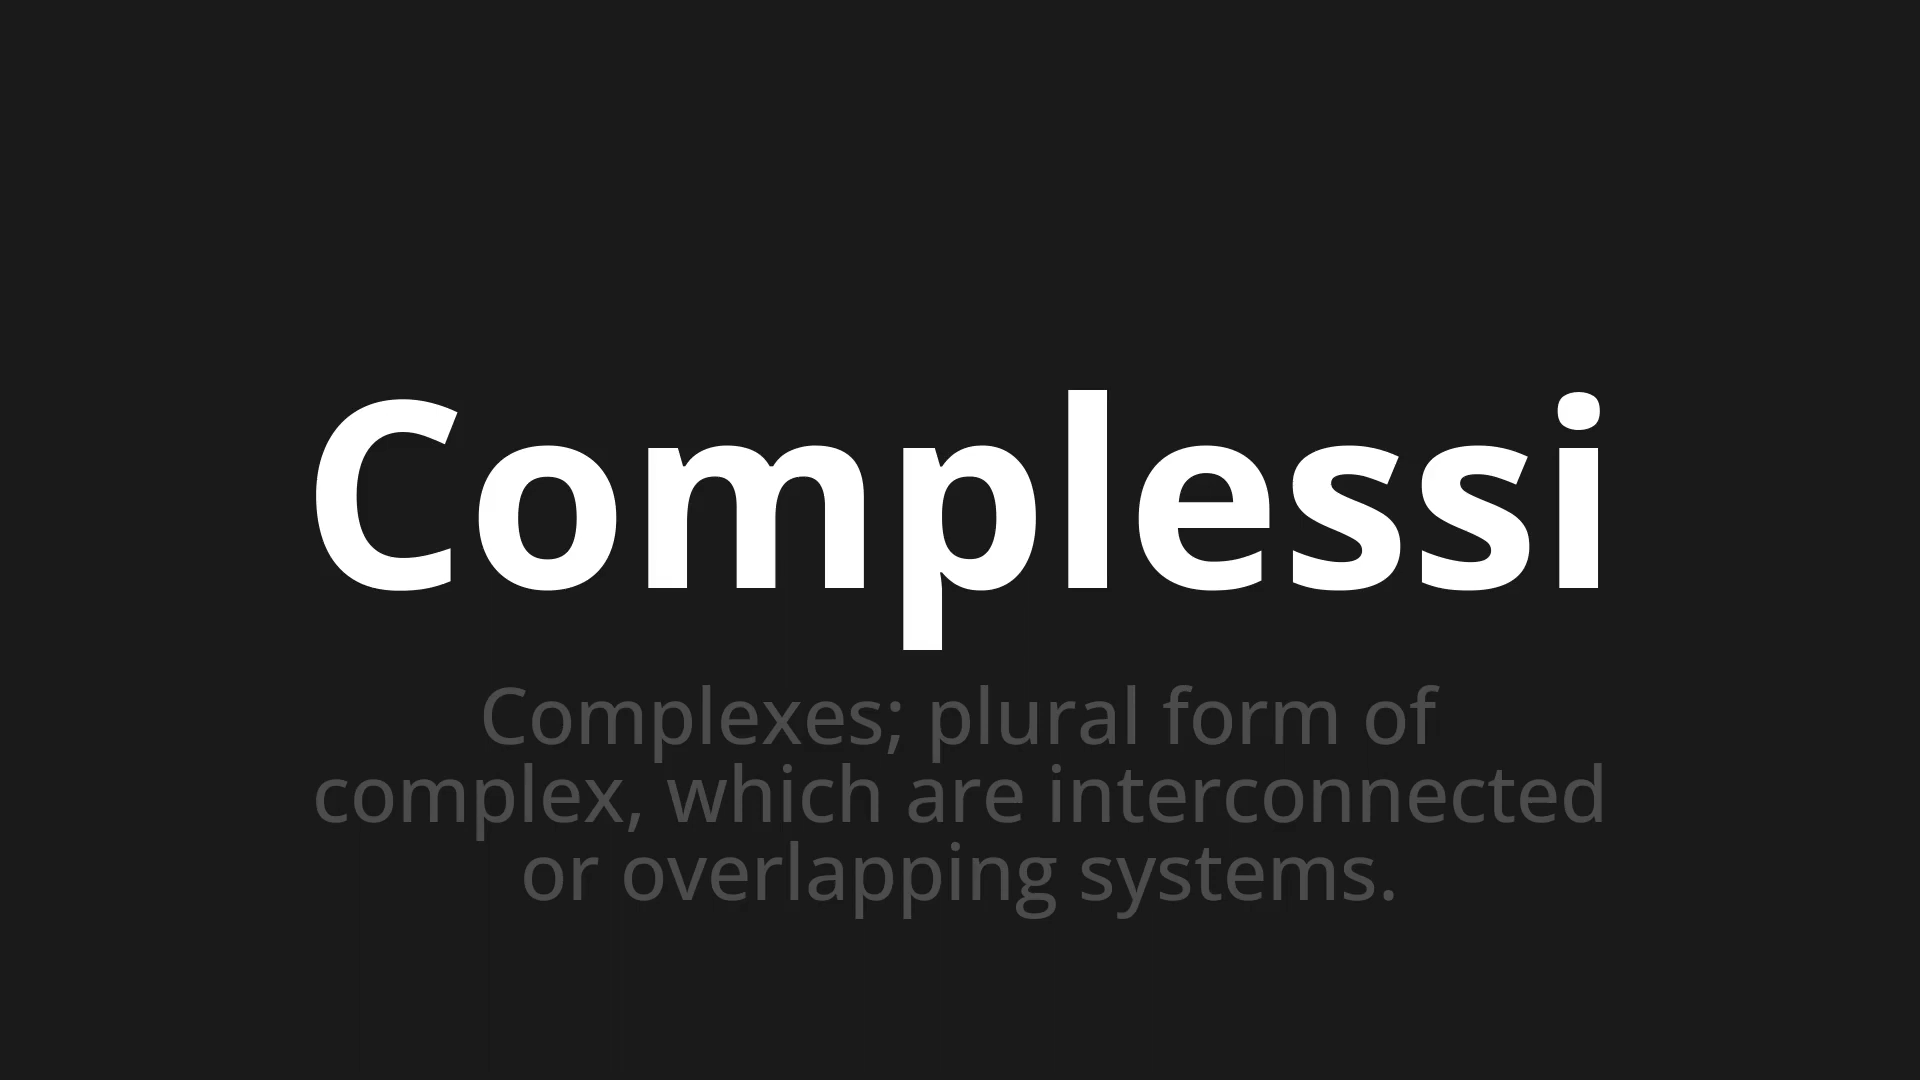 Complessi
Complexes; plural form of
complex, which are interconnected
or overlapping systems.